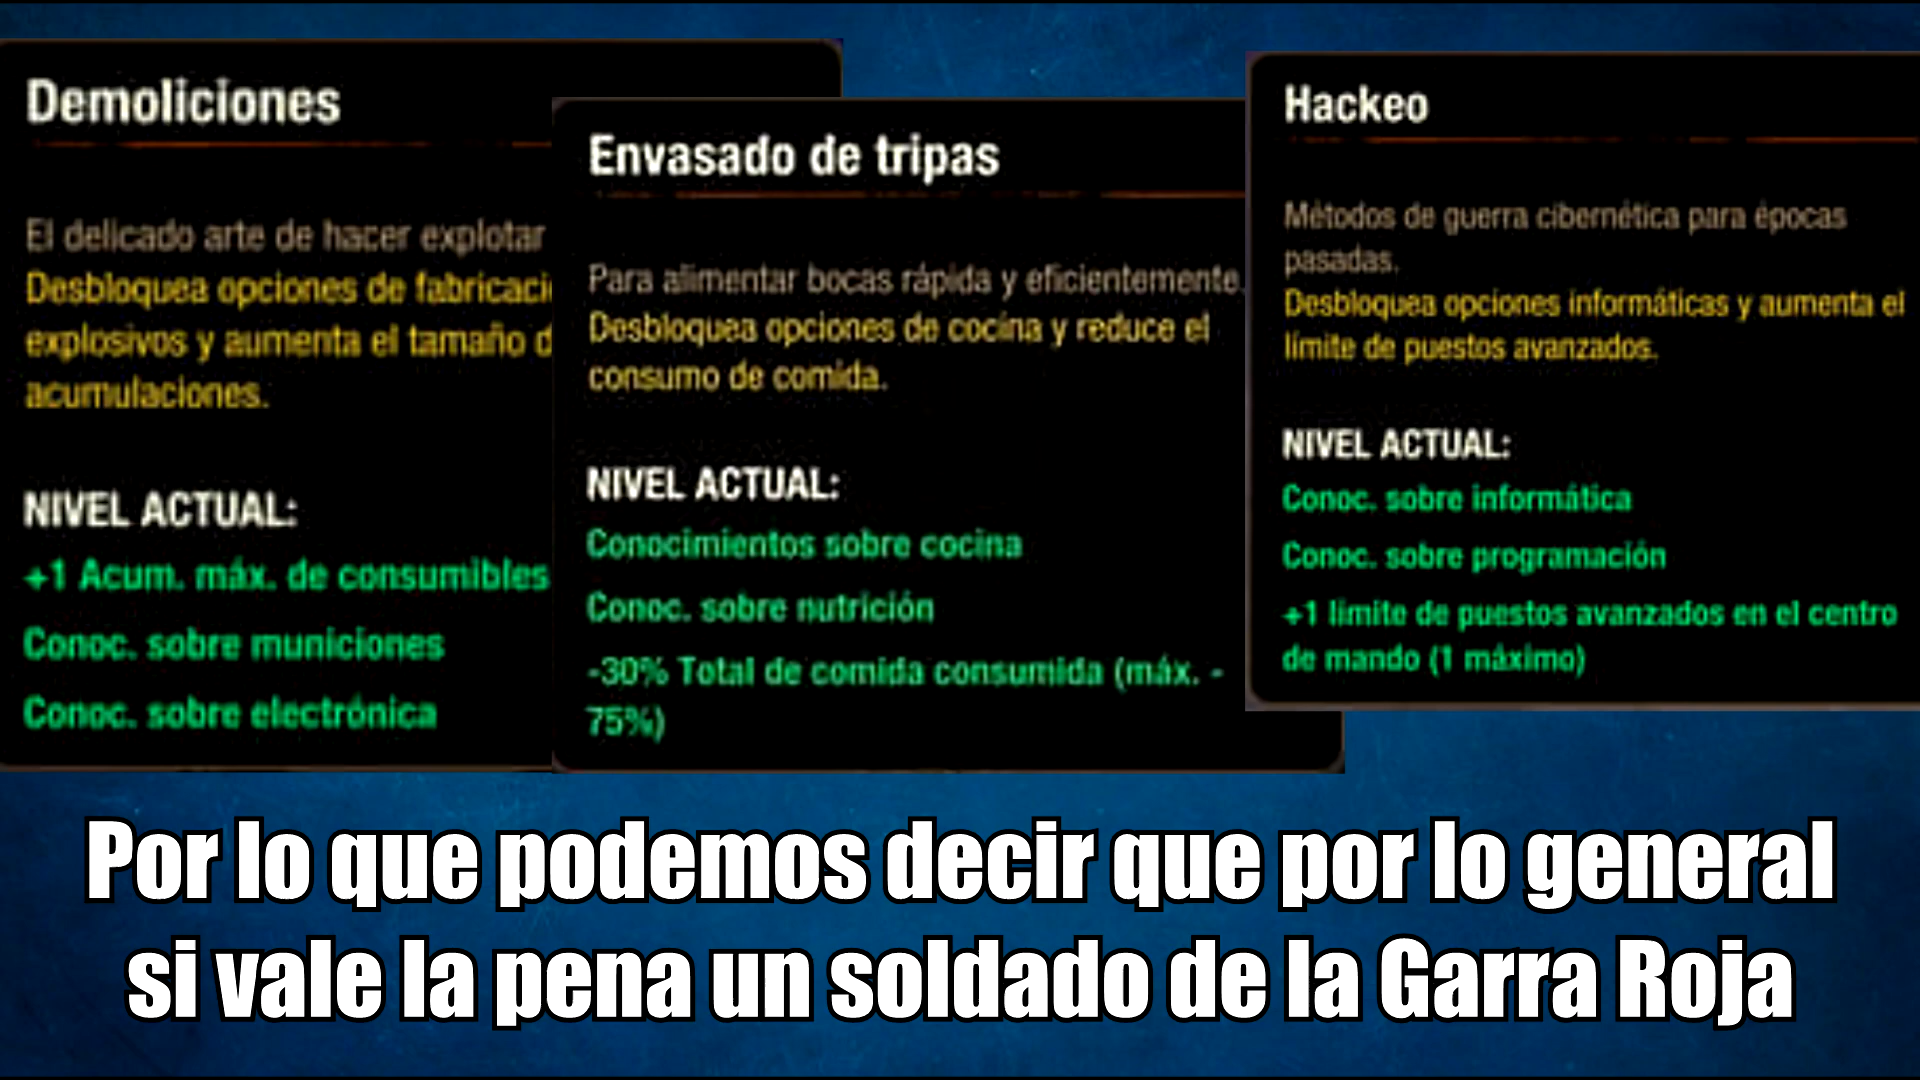 Demoliciones
El delicado arte de hacer explotar
Desbloquea opciones de
explosivos y aumenta el tamaño
acumulaciones.
NIVEL ACTUAL:
+1 Acum. máx. de consumibles
Conoc. sobre municiones
Conoc. sobre electrónica
Envasado de tripas
Para alimentar bocas rápida y eficientemente.
Desbloquea opciones de cocina y reduce el
consumo de comida.
NIVEL ACTUAL:
Conocimientos sobre cocina
Conoc. sobre nutrición
-30% Total de comida consumida (máx. -
75%)
Hackeo
Métodos de guerra cibernética para épocas
pasadas.
Desbloquea opciones informáticas y aumenta el
límite de puestos avanzados.
NIVEL ACTUAL:
Conoc. sobre informática
Conoc. sobre programación
+1 límite de puestos avanzados en el centro
de mando (1 máximo)
Por lo que podemos decir que por lo general
si vale la pena un soldado de la Garra Roja